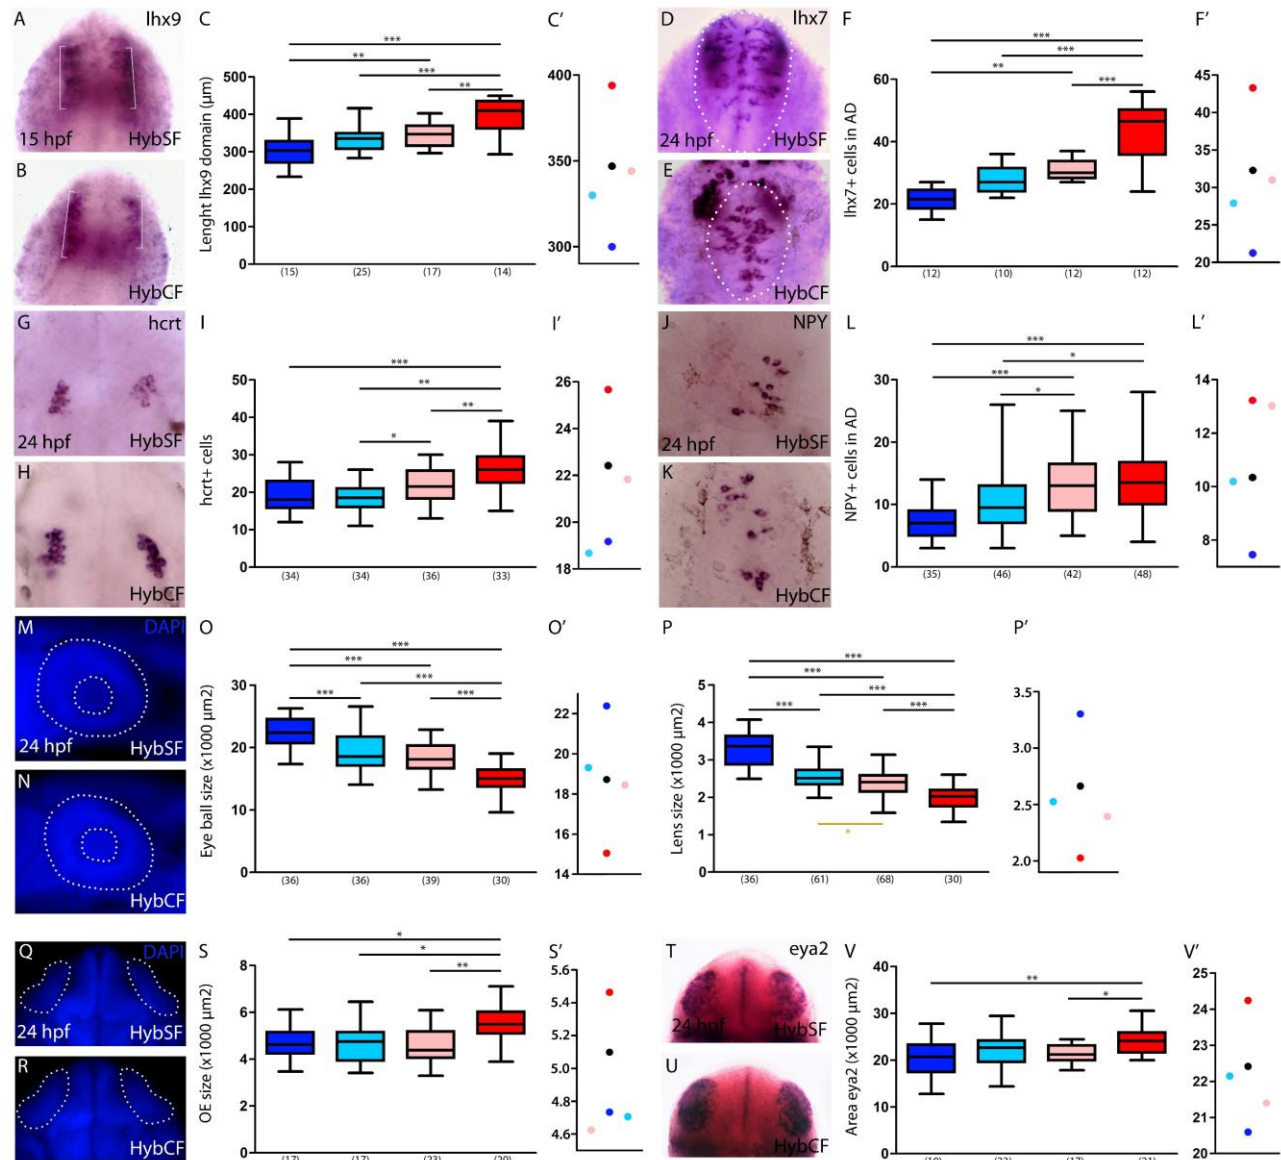 A
lhx9
15 hpf
HybSF
B
HybCF
C
***
**
***
**
Lenght lhx9 domain (µm)
500
400
300
200
100
0
(15) (25) (17) (14)
C’
400
350
300
D
lhx7
24 hpf
HybSF
E
HybCF
F
***
***
**
***
lhx7+ cells in AD
60
40
20
0
(12) (10) (12) (12)
F’
45
40
35
30
25
20
G
hcrt
24 hpf
HybSF
H
HybCF
I
***
**
**
*
hcrt+ cells
50
40
30
20
10
0
(34) (34) (36) (33)
I’
26
24
22
20
18
J
NPY
24 hpf
HybSF
K
HybCF
L
***
*
***
*
NPY+ cells in AD
30
20
10
0
(35) (46) (42) (48)
L’
14
12
10
8
M
DAPI
24 hpf
HybSF
N
HybCF
O
***
***
***
*** ***
Eye ball size (x1000 µm2)
30
20
10
0
(36) (36) (39) (30)
O’
22
20
18
16
14
P
***
***
***
*** ***
*
Lens size (x1000 µm2)
5
4
3
2
1
0
(36) (61) (68) (30)
P’
3.5
3.0
2.5
2.0
Q
DAPI
24 hpf
HybSF
R
HybCF
S
*
*
**
OE size (x1000 µm2)
8
6
4
2
0
(17) (17) (23) (20)
S’
5.6
5.4
5.2
5.0
4.8
4.6
T
eya2
24 hpf
HybSF
U
HybCF
V
**
*
Area eya2 (x1000 µm2)
40
30
20
10
0
(17) (21)
V’
25
24
23
22
21
20